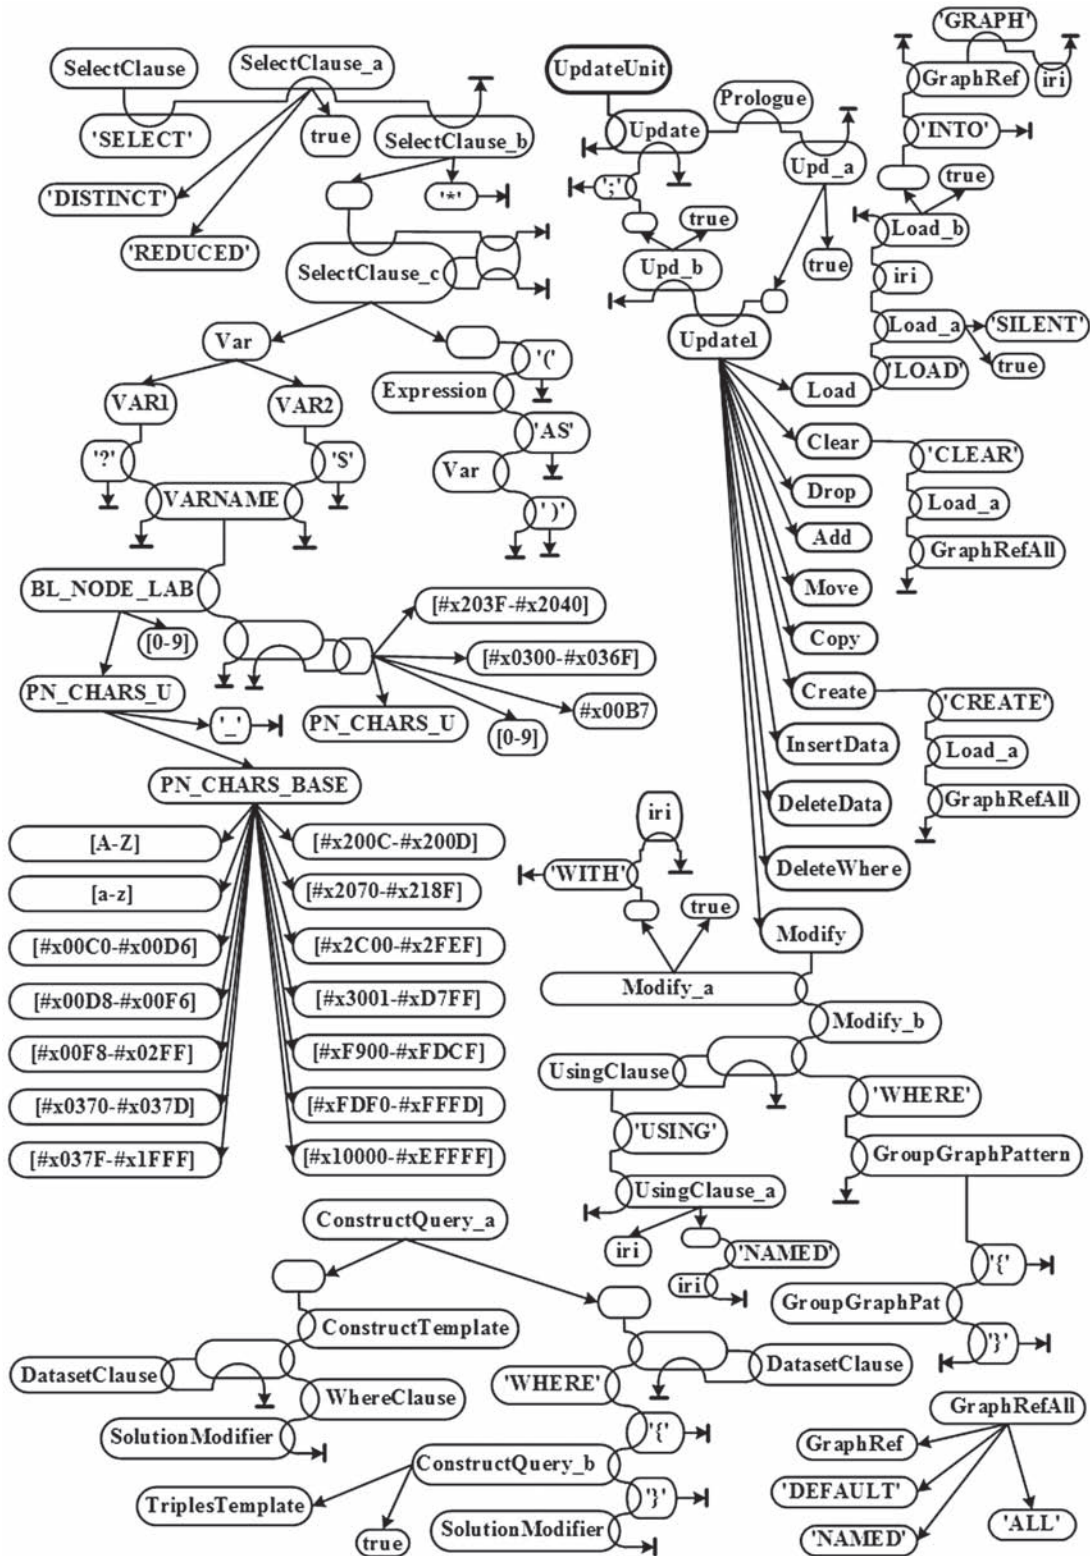 SelectClause
SelectClause_a
'SELECT'
true
SelectClause_b
'DISTINCT'
'*'
'REDUCED'
SelectClause_c
Var
'('
Expression
VAR1
VAR2
'AS'
'?'
'S'
Var
VARNAME
')'
BL_NODE_LAB
[0-9]
[#x203F-#x2040]
[#x0300-#x036F]
PN_CHARS_U
'_'
PN_CHARS_U
#x00B7
[0-9]
PN_CHARS_BASE
[A-Z]
[a-z]
[#x00C0-#x00D6]
[#x00D8-#x00F6]
[#x00F8-#x02FF]
[#x0370-#x037D]
[#x037F-#x1FFF]
[#x200C-#x200D]
[#x2070-#x218F]
[#x2C00-#x2FEF]
[#x3001-#xD7FF]
[#xF900-#xFDCF]
[#xFDF0-#xFFFD]
[#x10000-#xEFFFF]
UpdateUnit
Prologue
Update
Upd_a
';'
true
Upd_b
true
Update1
'GRAPH'
GraphRef
iri
'INTO'
true
Load_b
iri
Load_a
'SILENT'
true
'LOAD'
Load
Clear
'CLEAR'
Drop
Load_a
Add
GraphRefAll
Move
Copy
Create
'CREATE'
InsertData
Load_a
DeleteData
GraphRefAll
DeleteWhere
Modify
iri
'WITH'
true
Modify_a
Modify_b
UsingClause
'WHERE'
'USING'
GroupGraphPattern
UsingClause_a
iri
'NAMED'
iri
'{'
GroupGraphPat
'}'
ConstructQuery_a
ConstructTemplate
DatasetClause
WhereClause
SolutionModifier
DatasetClause
'WHERE'
'{'
ConstructQuery_b
TriplesTemplate
'}'
true
SolutionModifier
GraphRefAll
GraphRef
'DEFAULT'
'NAMED'
'ALL'